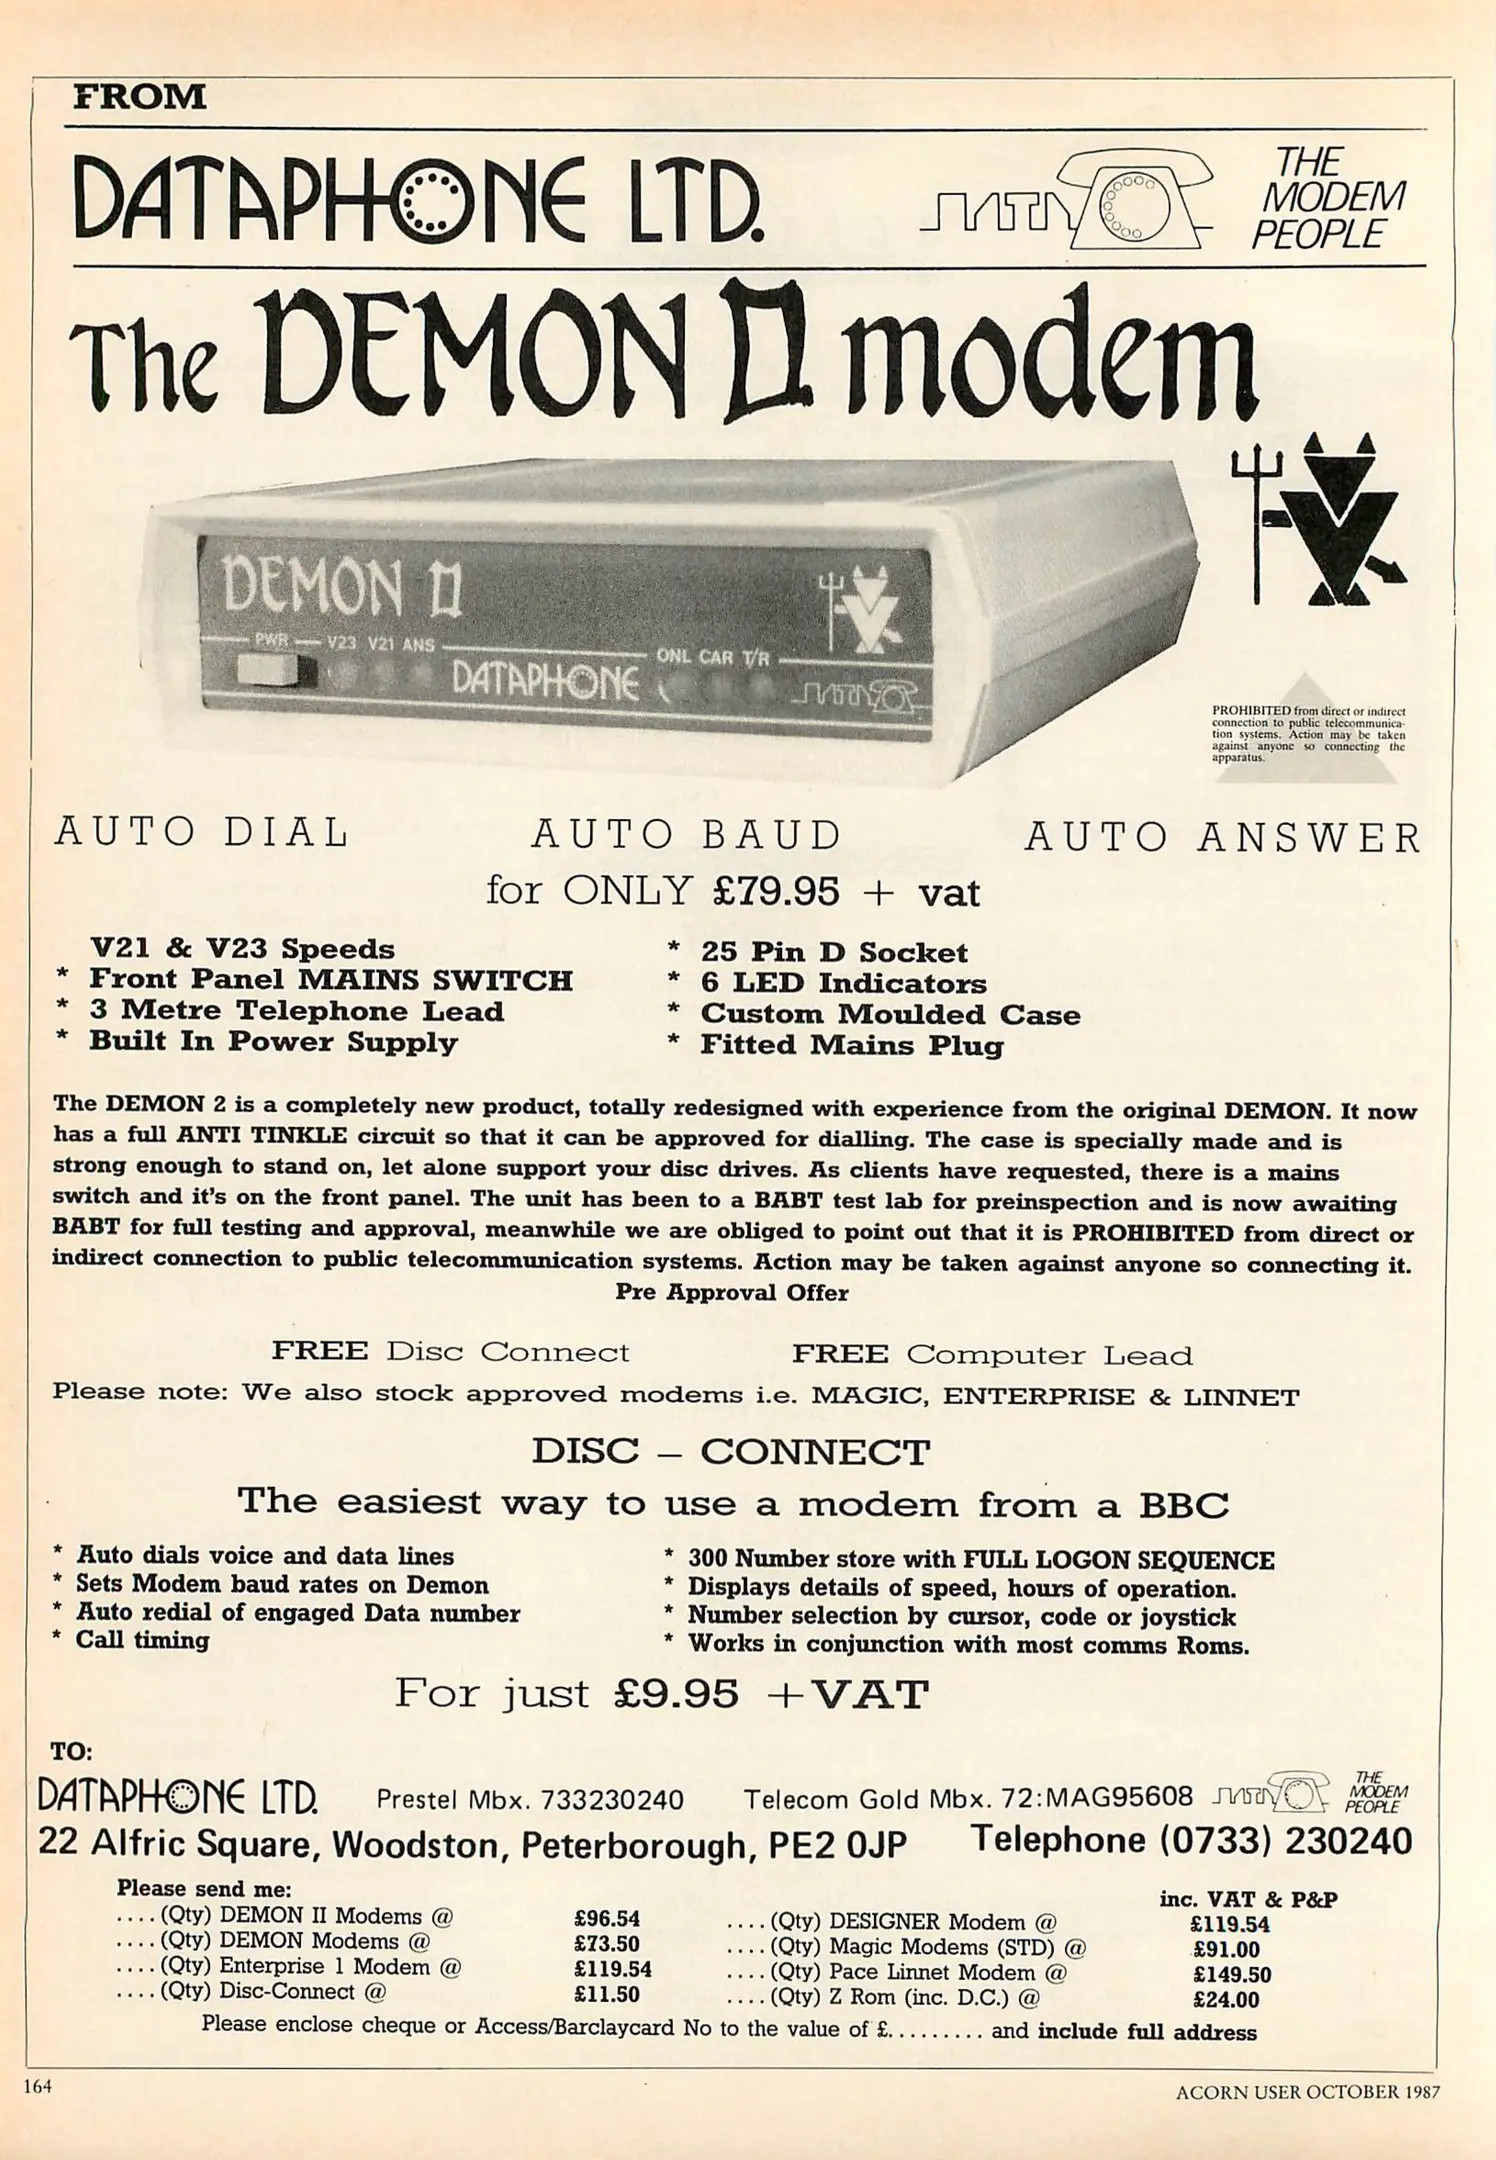 FROM
DATAPHONE LTD.
THE
MODEM
PEOPLE
The DEMON II modem
DEMON II
PWR V23 V21 ANS
ONL CAR T/R
DATAPHONE
PROHIBITED from direct or indirect
connection to public telecommunica-
tion systems. Action may be taken
against anyone so connecting the
apparatus.
AUTO DIAL AUTO BAUD AUTO ANSWER
for ONLY £79.95 + vat
V21 & V23 Speeds
* Front Panel MAINS SWITCH
* 3 Metre Telephone Lead
* Built In Power Supply
* 25 Pin D Socket
* 6 LED Indicators
* Custom Moulded Case
* Fitted Mains Plug
The DEMON 2 is a completely new product, totally redesigned with experience from the original DEMON. It now
has a full ANTI TINKLE circuit so that it can be approved for dialling. The case is specially made and is
strong enough to stand on, let alone support your disc drives. As clients have requested, there is a mains
switch and it's on the front panel. The unit has been to a BABT test lab for preinspection and is now awaiting
BABT for full testing and approval, meanwhile we are obliged to point out that it is PROHIBITED from direct or
indirect connection to public telecommunication systems. Action may be taken against anyone so connecting it.
Pre Approval Offer
FREE Disc Connect FREE Computer Lead
Please note: We also stock approved modems i.e. MAGIC, ENTERPRISE & LINNET
DISC – CONNECT
The easiest way to use a modem from a BBC
* Auto dials voice and data lines
* Sets Modem baud rates on Demon
* Auto redial of engaged Data number
* Call timing
* 300 Number store with FULL LOGON SEQUENCE
* Displays details of speed, hours of operation.
* Number selection by cursor, code or joystick
* Works in conjunction with most comms Roms.
For just £9.95 +VAT
TO:
DATAPHONE LTD. Prestel Mbx. 733230240 Telecom Gold Mbx. 72:MAG95608
THE
MODEM
PEOPLE
22 Alfric Square, Woodston, Peterborough, PE2 0JP Telephone (0733) 230240
Please send me:
.... (Qty) DEMON II Modems @ £96.54
.... (Qty) DEMON Modems @ £73.50
.... (Qty) Enterprise 1 Modem @ £119.54
.... (Qty) Disc-Connect @ £11.50
inc. VAT & P&P
.... (Qty) DESIGNER Modem @ £119.54
.... (Qty) Magic Modems (STD) @ £91.00
.... (Qty) Pace Linnet Modem @ £149.50
.... (Qty) Z Rom (inc. D.C.) @ £24.00
Please enclose cheque or Access/Barclaycard No to the value of £......... and include full address
164
ACORN USER OCTOBER 1987